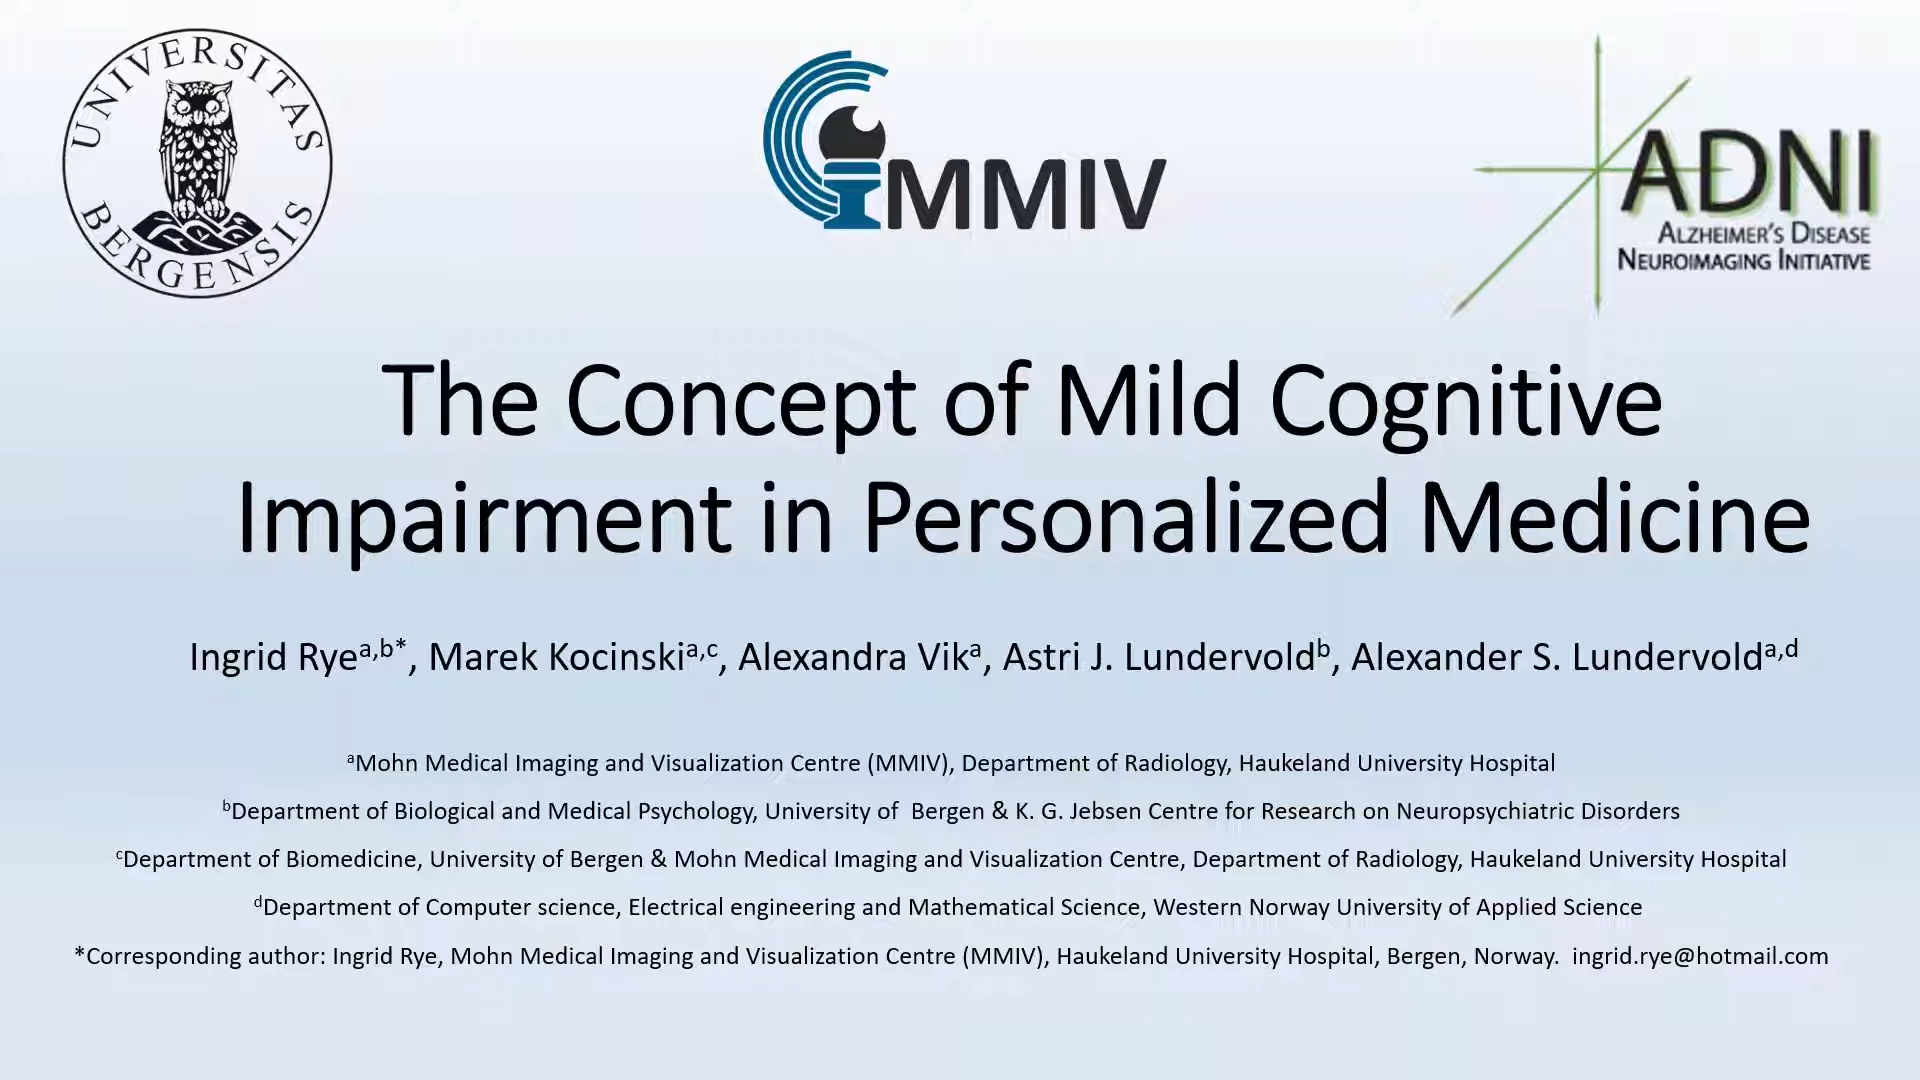 UNIVERSITAS
BERGENSIS
MMIV
ADNI
ALZHEIMER'S DISEASE
NEUROIMAGING INITIATIVE
The Concept of Mild Cognitive
Impairment in Personalized Medicine
Ingrid Ryeᵃ,ᵇ*, Marek Kocinskiᵃ,ᶜ, Alexandra Vikᵃ, Astri J. Lundervoldᵇ, Alexander S. Lundervoldᵃ,ᵈ
ᵃMohn Medical Imaging and Visualization Centre (MMIV), Department of Radiology, Haukeland University Hospital
ᵇDepartment of Biological and Medical Psychology, University of Bergen & K. G. Jebsen Centre for Research on Neuropsychiatric Disorders
ᶜDepartment of Biomedicine, University of Bergen & Mohn Medical Imaging and Visualization Centre, Department of Radiology, Haukeland University Hospital
ᵈDepartment of Computer science, Electrical engineering and Mathematical Science, Western Norway University of Applied Science
*Corresponding author: Ingrid Rye, Mohn Medical Imaging and Visualization Centre (MMIV), Haukeland University Hospital, Bergen, Norway. ingrid.rye@hotmail.com